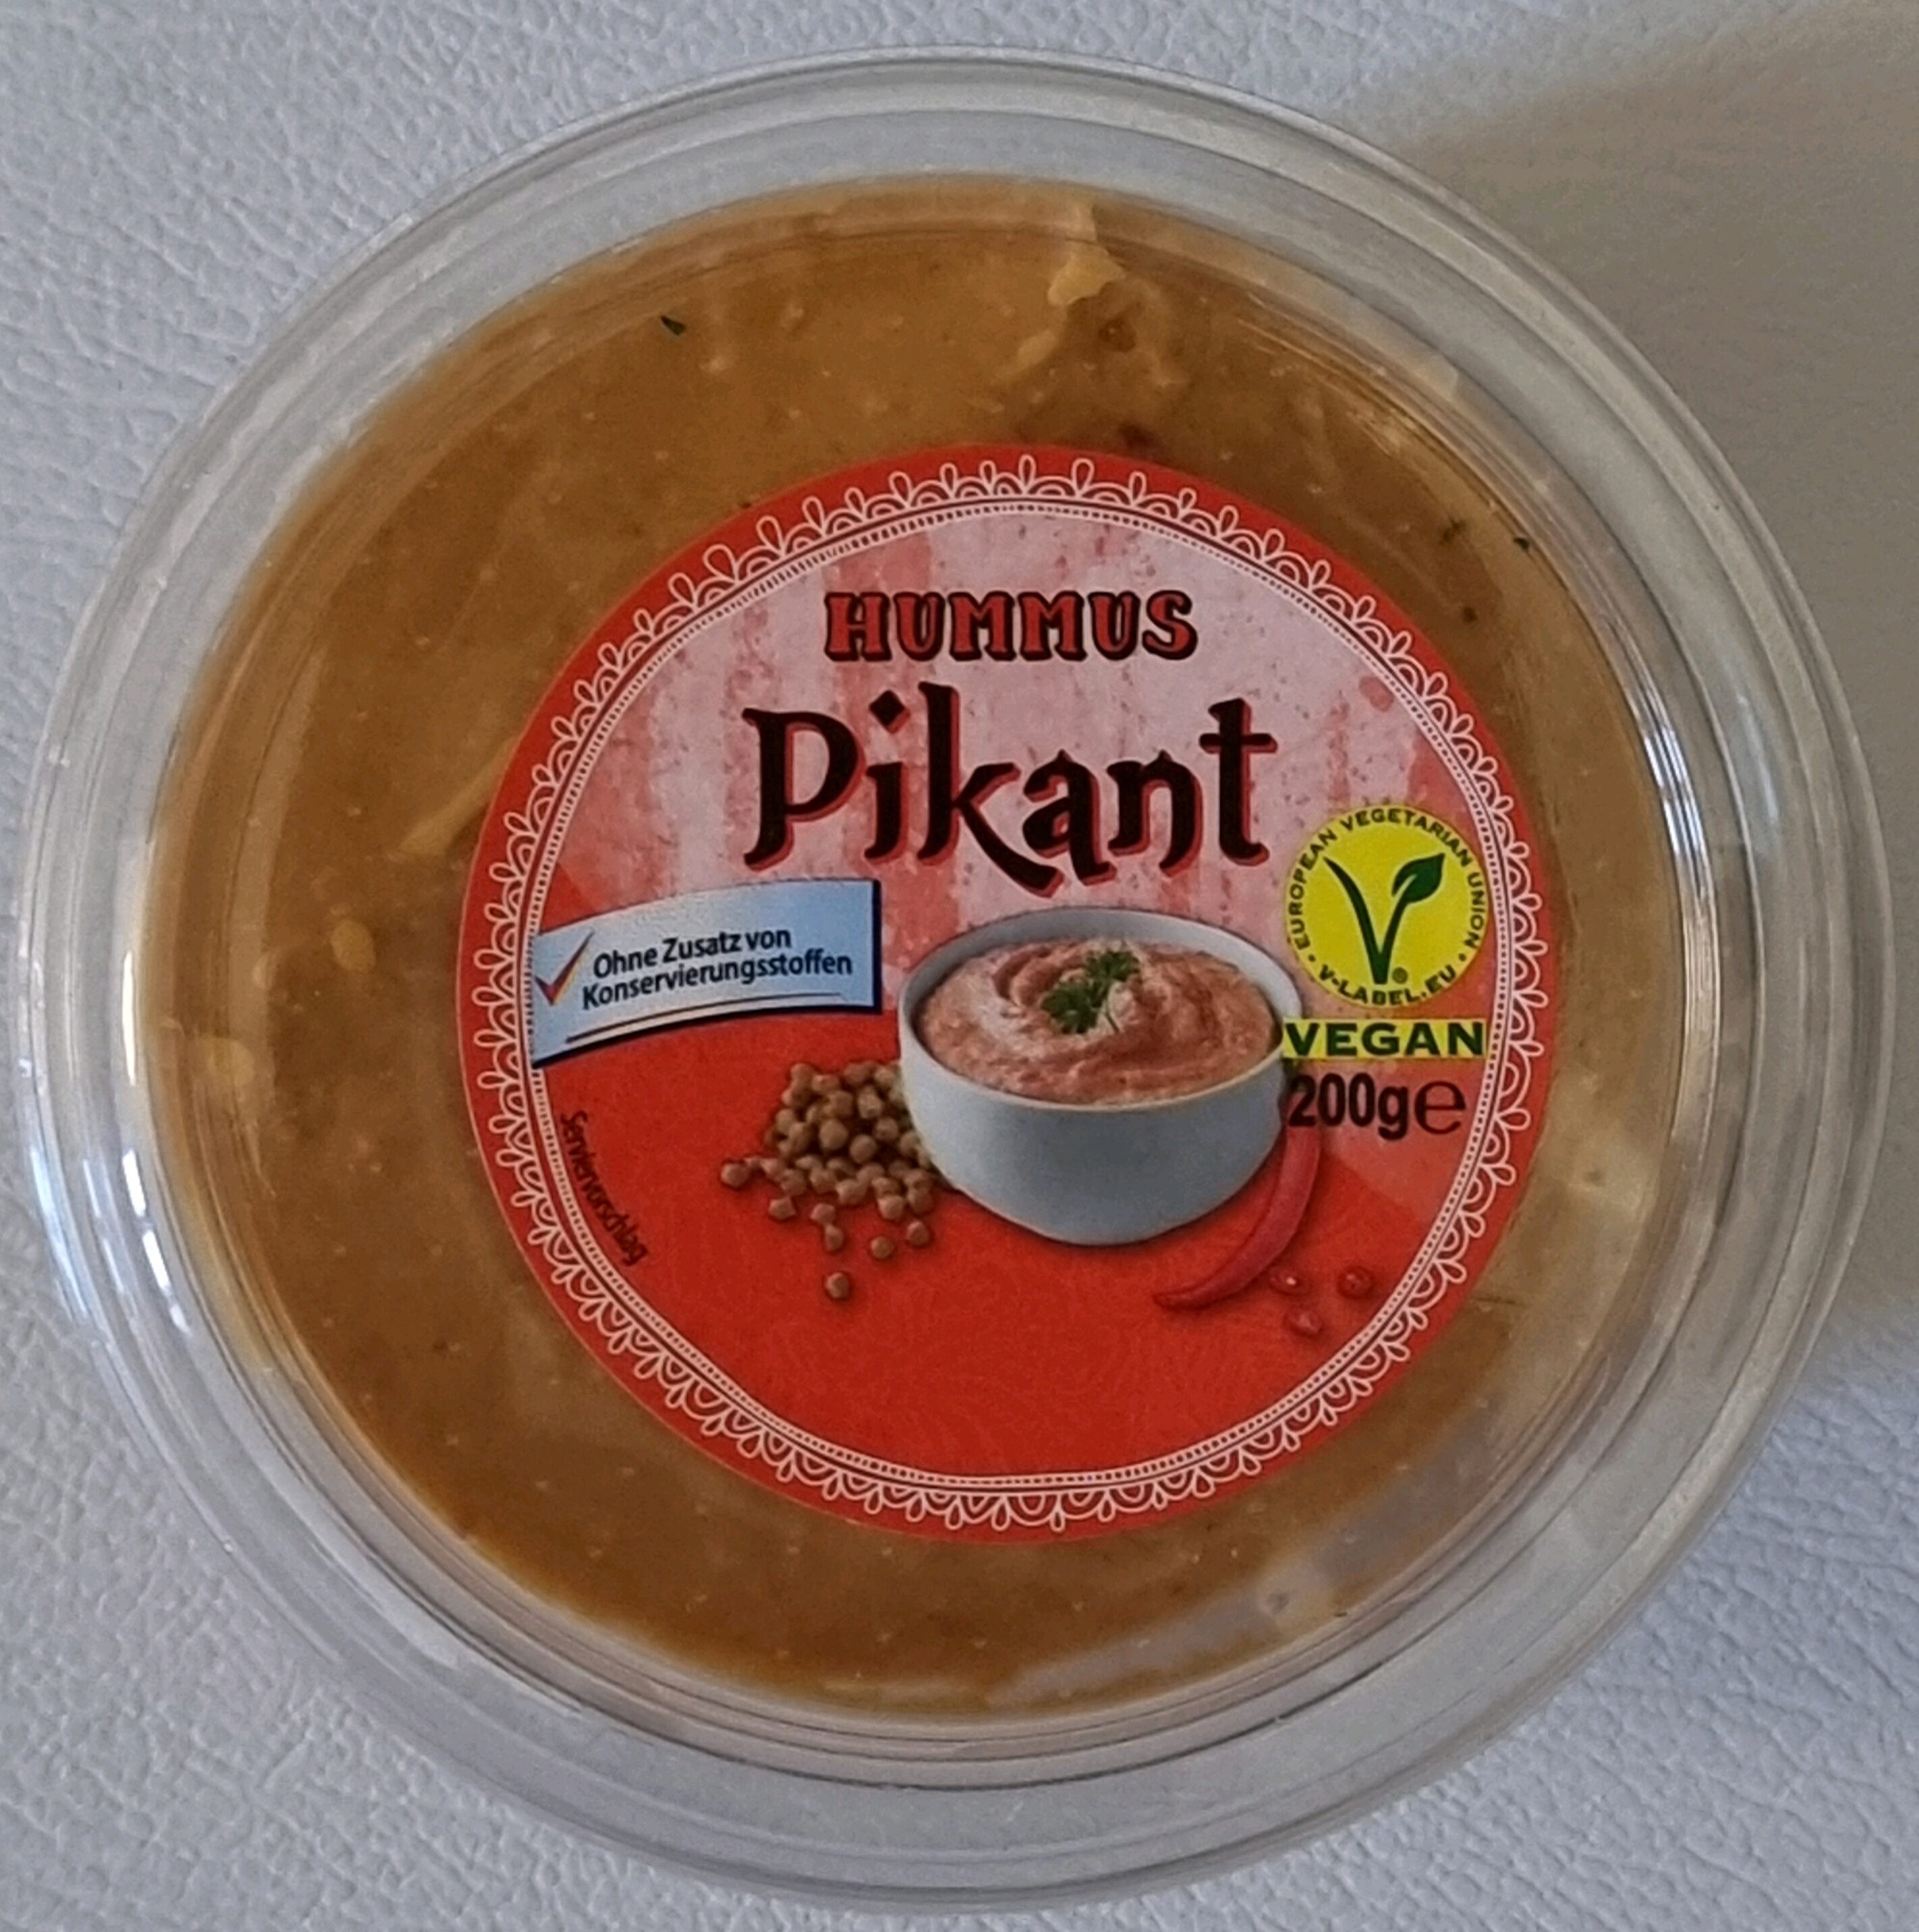 HUMMUS
Pikant
Ohne Zusatz von
Konservierungsstoffen
EUROPEAN VEGETARIAN UNION
V-LABEL.EU
®
VEGAN
200g℮
Serviervorschlag